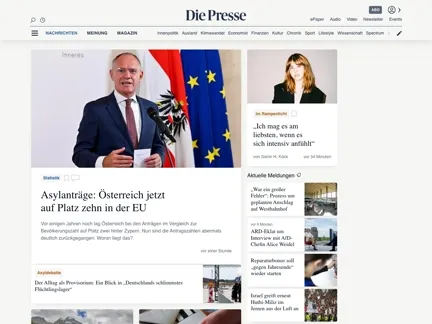 Die Presse
ABO
ePaper Audio Video Newsletter Events
NACHRICHTEN MEINUNG MAGAZIN
Innenpolitik Ausland Klimawandel Economist Finanzen Kultur Chronik Sport Lifestyle Wissenschaft Spectrum
Inneres
Statistik
Asylanträge: Österreich jetzt
auf Platz zehn in der EU
Vor einigen Jahren noch lag Österreich bei den Anträgen im Vergleich zur
Bevölkerungszahl auf Platz zwei hinter Zypern. Nun sind die Antragszahlen abermals
deutlich zurückgegangen. Woran liegt das?
vor einer Stunde
Asyldebatte
Der Alltag als Provisorium: Ein Blick in „Deutschlands schlimmstes
Flüchtlingslager“
Im Rampenlicht
„Ich mag es am
liebsten, wenn es
sich intensiv anfühlt“
von
vor 34 Minuten
Aktuelle Meldungen
„War ein großer
Fehler“: Prozess um
geplanten Anschlag
auf Westbahnhof
vor 4 Minuten
ARD-Eklat um
Interview mit AfD-
Chefin Alice Weidel
Reparaturbonus soll
„gegen Jahresende“
wieder starten
Israel greift erneut
Huthi-Miliz im
Jemen aus der Luft an